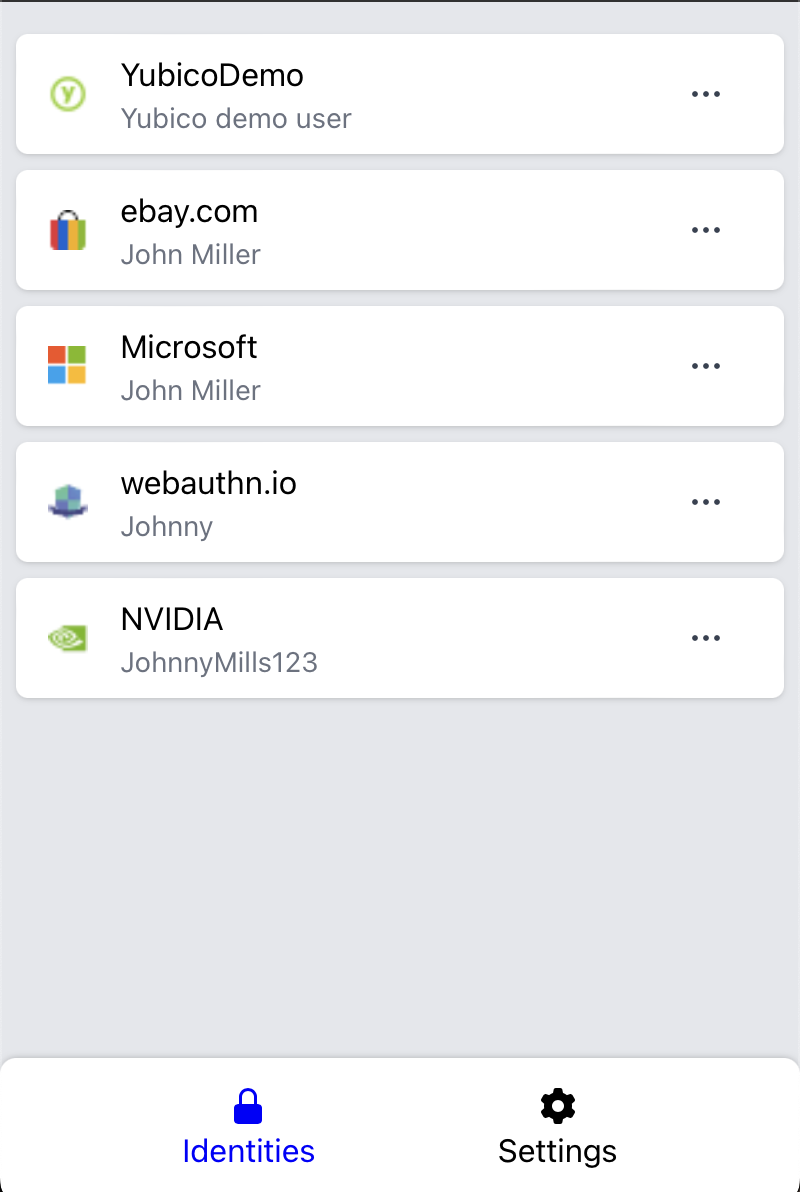 YubicoDemo
Yubico demo user
ebay.com
John Miller
Microsoft
John Miller
webauthn.io
Johnny
NVIDIA
JohnnyMills123
Identities
Settings